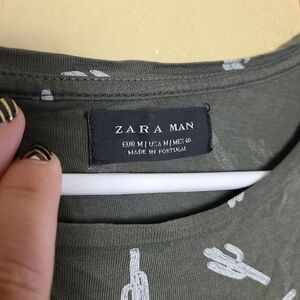 ZARA MAN
EUR M | USA M | MEX 40
MADE IN PORTUGAL